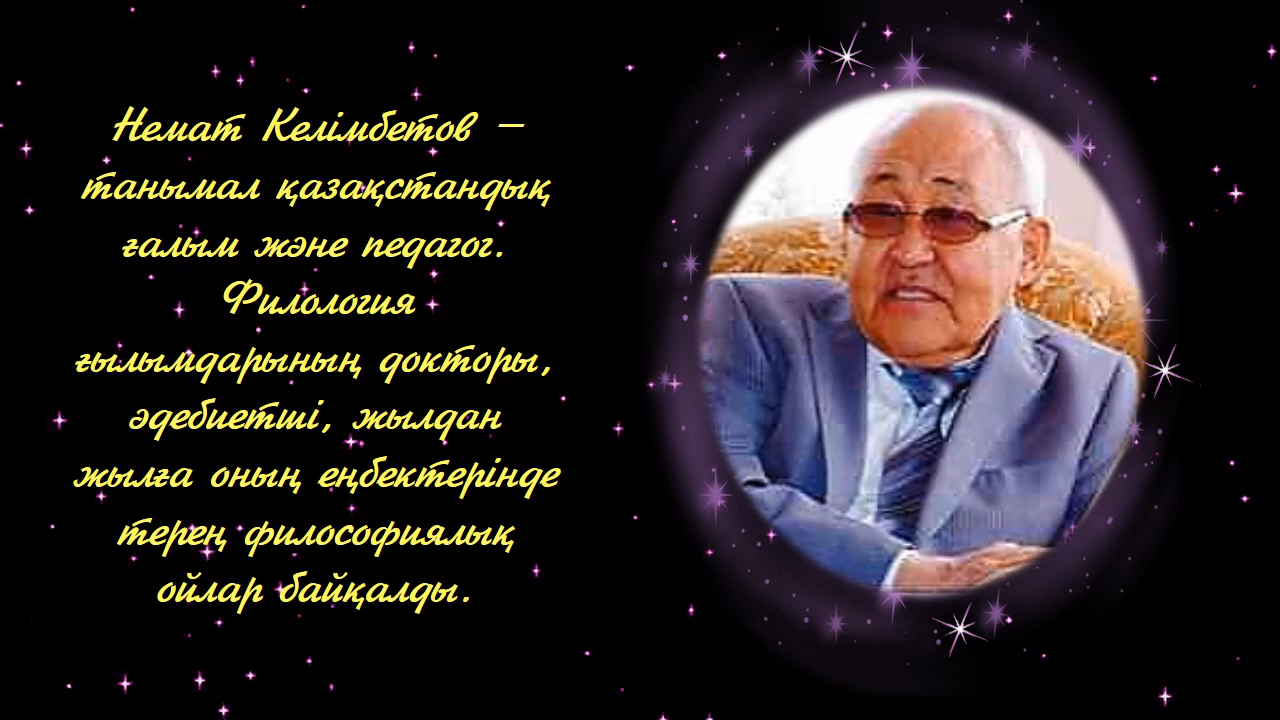 Немат Келімбетов –
танымал қазақстандық
ғалым және педагог.
Филология
ғылымдарының докторы,
әдебиетші, жылдан
жылға оның еңбектерінде
терең философиялық
ойлар байқалды.